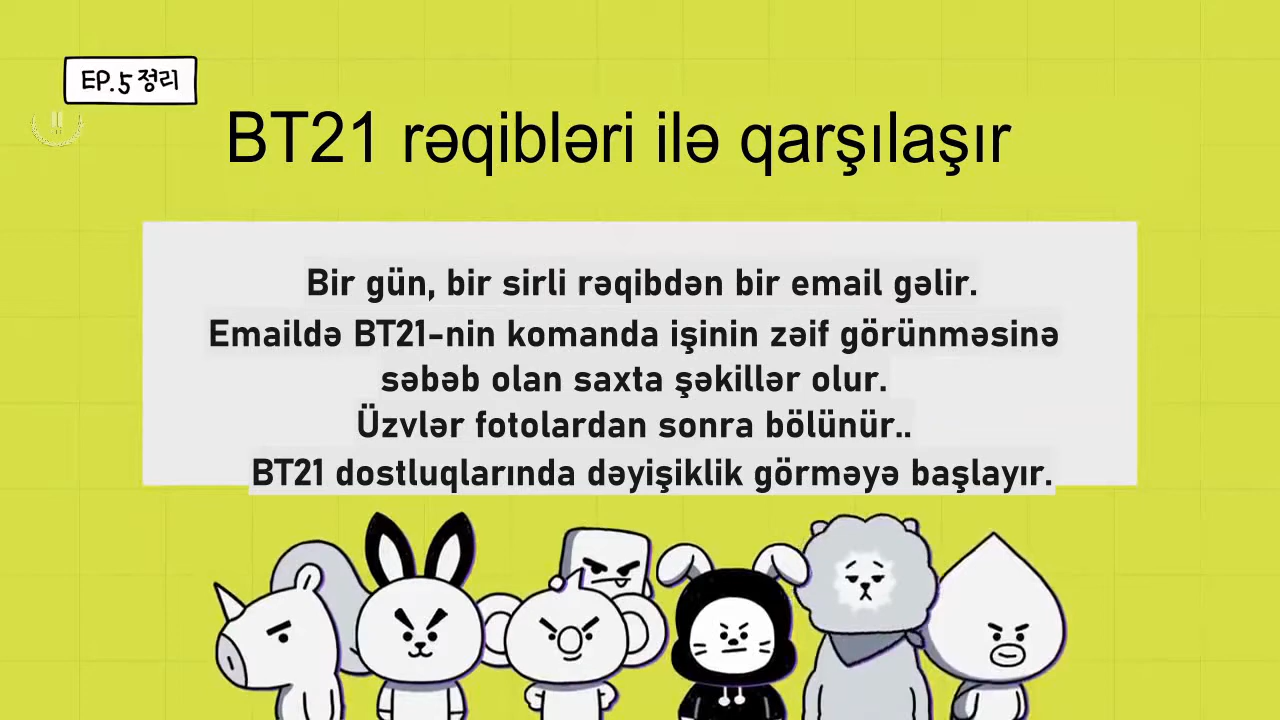 EP.5 정리
BT21 rəqibləri ilə qarşılaşır
Bir gün, bir sirli rəqibdən bir email gəlir.
Emaildə BT21-nin komanda işinin zəif görünməsinə
səbəb olan saxta şəkillər olur.
Üzvlər fotolardan sonra bölünür..
BT21 dostluqlarında dəyişiklik görməyə başlayır.